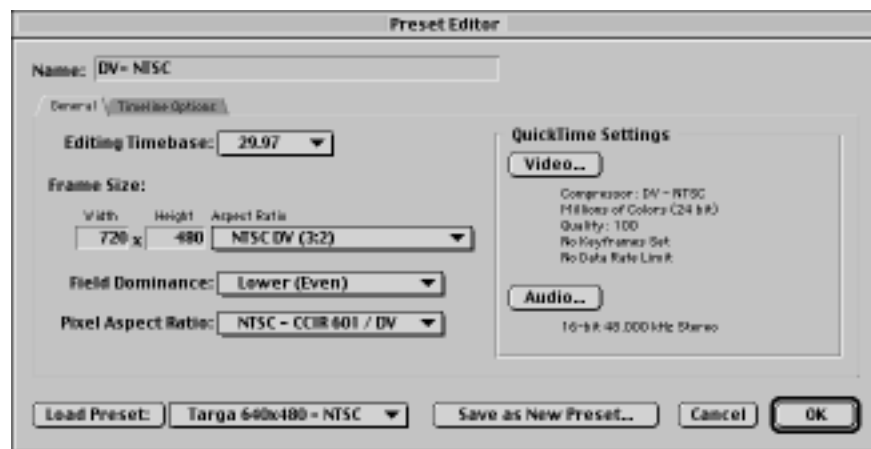 Preset Editor
Name: DV- NTSC
General Timeline Options
Editing Timebase: 29.97
Frame Size:
Width Height Aspect Ratio
720 x 480 NTSC DV (3:2)
Field Dominance: Lower (Even)
Pixel Aspect Ratio: NTSC - CCIR 601 / DV
QuickTime Settings
Video...
Compressor: DV - NTSC
Millions of Colors (24 bit)
Quality: 100
No Keyframes Set
No Data Rate Limit
Audio...
16-bit 48.000 kHz Stereo
Load Preset: Targa 640x480 - NTSC Save as New Preset... Cancel OK